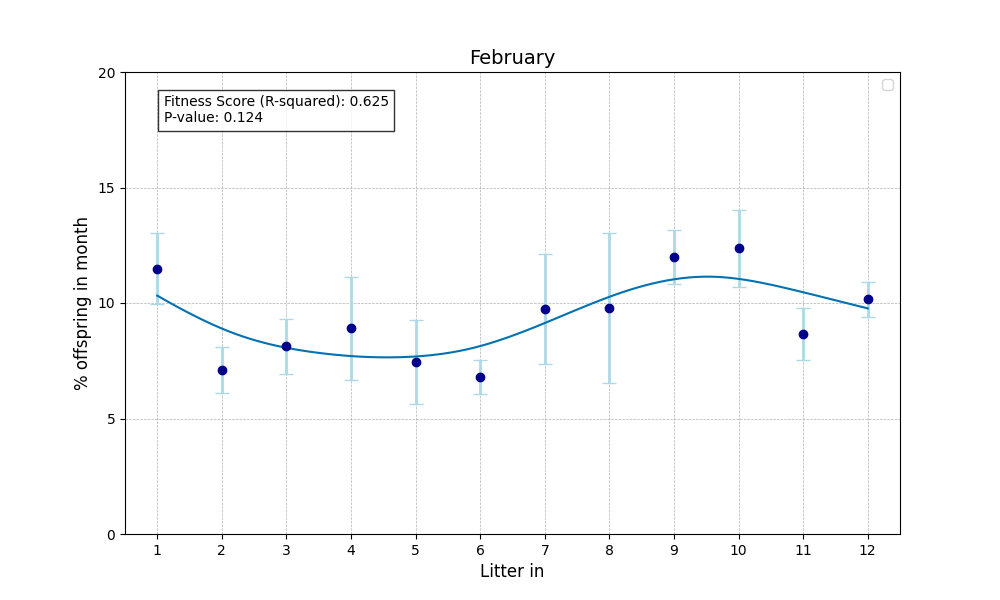 February
Fitness Score (R-squared): 0.625
P-value: 0.124
% offspring in month
20
15
10
5
0
1 2 3 4 5 6 7 8 9 10 11 12
Litter in